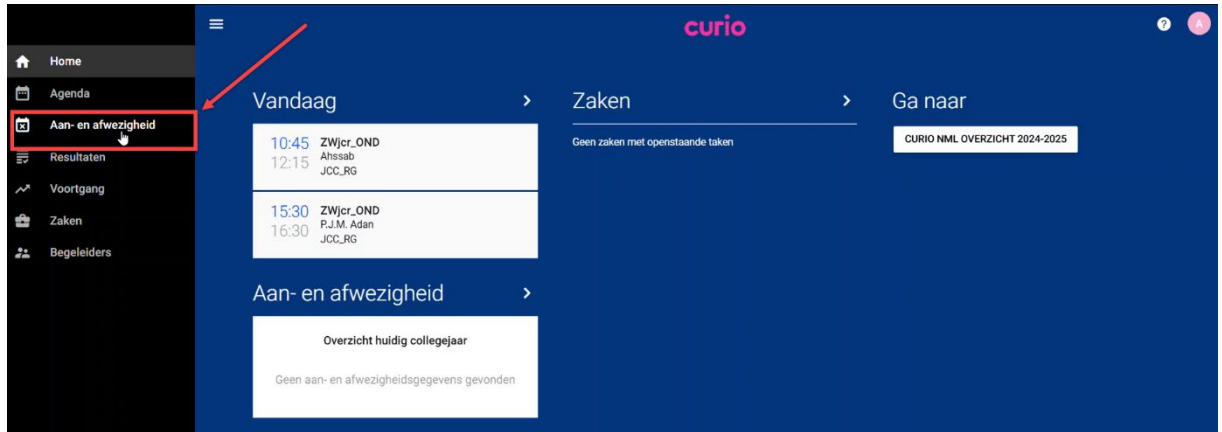 curio
?
A
Home
Agenda
Aan- en afwezigheid
Resultaten
Voortgang
Zaken
Begeleiders
Vandaag
10:45 ZWjcr_OND
12:15 Ahssab
JCC_RG
15:30 ZWjcr_OND
16:30 P.J.M. Adan
JCC_RG
Aan- en afwezigheid
Overzicht huidig collegejaar
Geen aan- en afwezigheidsgegevens gevonden
Zaken
Geen zaken met openstaande taken
Ga naar
CURIO NML OVERZICHT 2024-2025